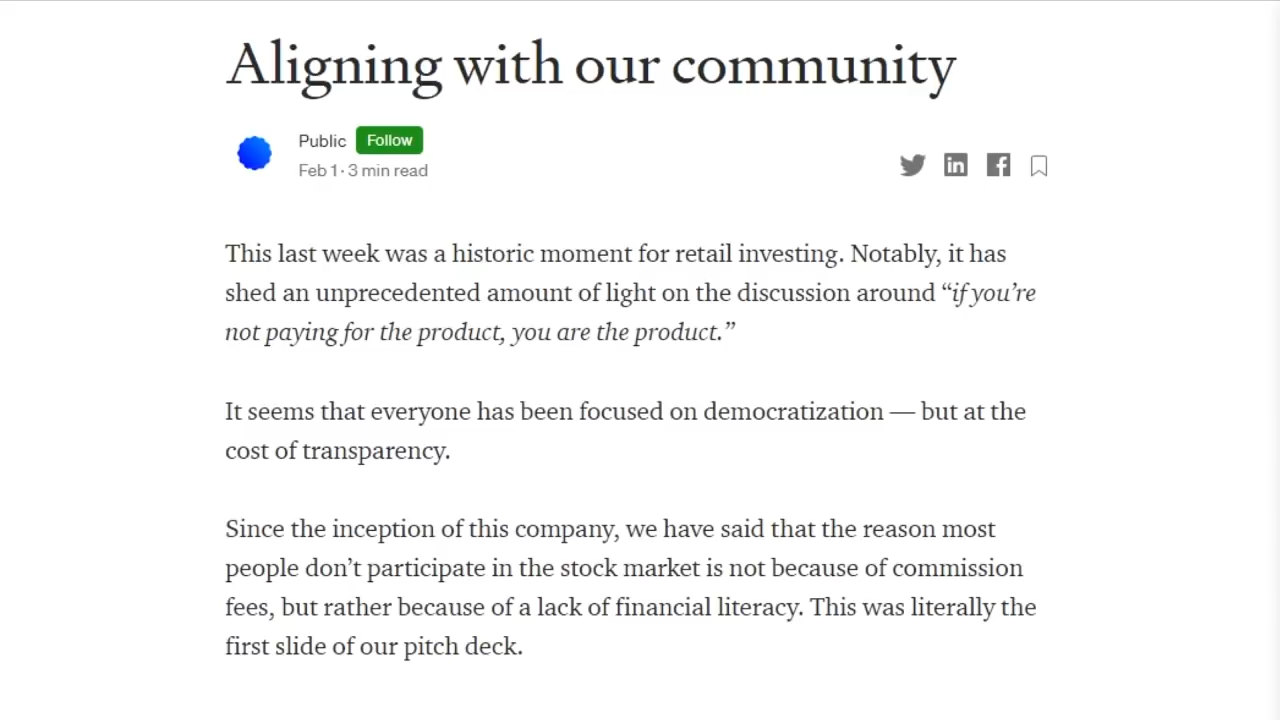 Aligning with our community
Public Follow
Feb 1 · 3 min read
This last week was a historic moment for retail investing. Notably, it has
shed an unprecedented amount of light on the discussion around “if you’re
not paying for the product, you are the product.”
It seems that everyone has been focused on democratization — but at the
cost of transparency.
Since the inception of this company, we have said that the reason most
people don’t participate in the stock market is not because of commission
fees, but rather because of a lack of financial literacy. This was literally the
first slide of our pitch deck.